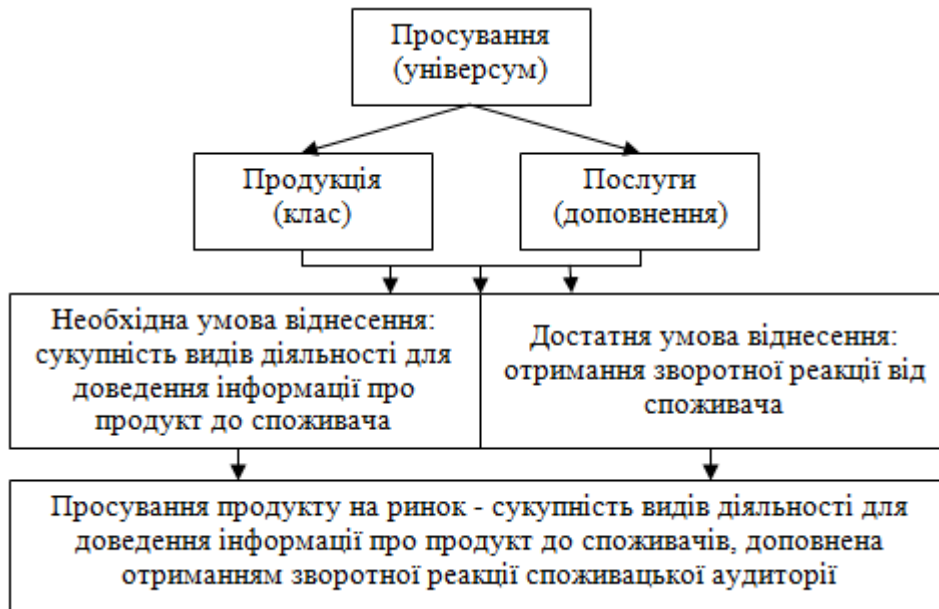 Просування
(універсум)
Продукція
(клас)
Послуги
(доповнення)
Необхідна умова віднесення:
сукупність видів діяльності для
доведення інформації про
продукт до споживача
Достатня умова віднесення:
отримання зворотної реакції від
споживача
Просування продукту на ринок - сукупність видів діяльності для
доведення інформації про продукт до споживачів, доповнена
отриманням зворотної реакції споживацької аудиторії